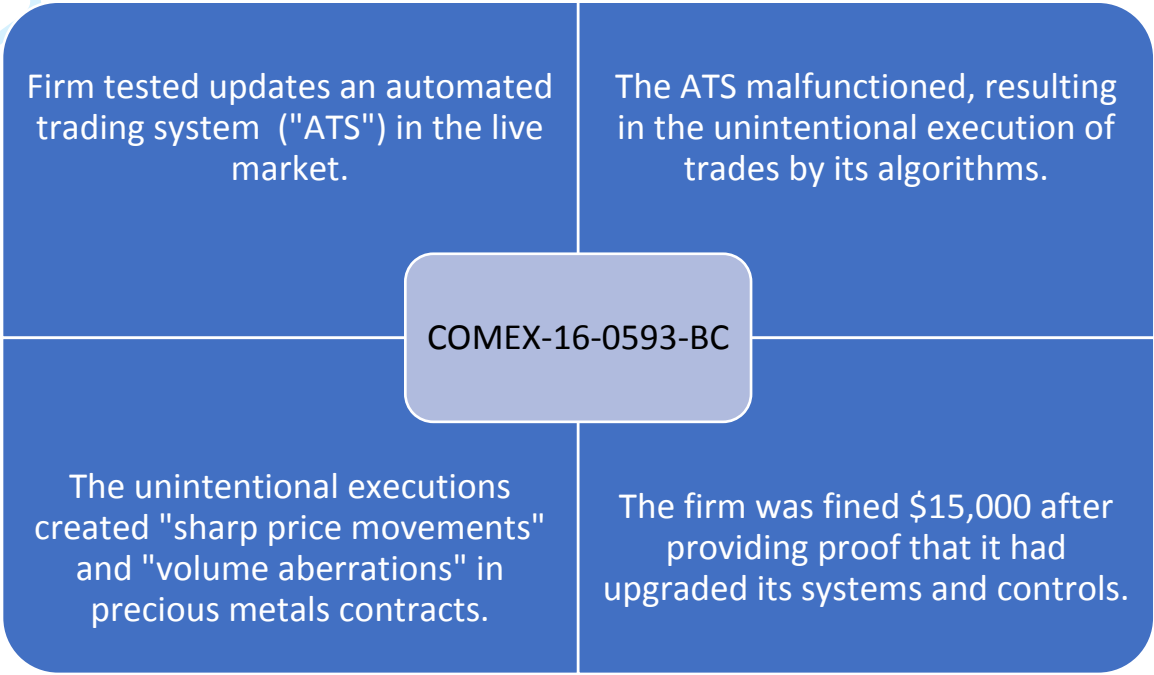 Firm tested updates an automated
trading system  ("ATS") in the live
market.
The ATS malfunctioned, resulting
in the unintentional execution of
trades by its algorithms.
COMEX-16-0593-BC
The unintentional executions
created "sharp price movements"
and "volume aberrations" in
precious metals contracts.
The firm was fined $15,000 after
providing proof that it had
upgraded its systems and controls.